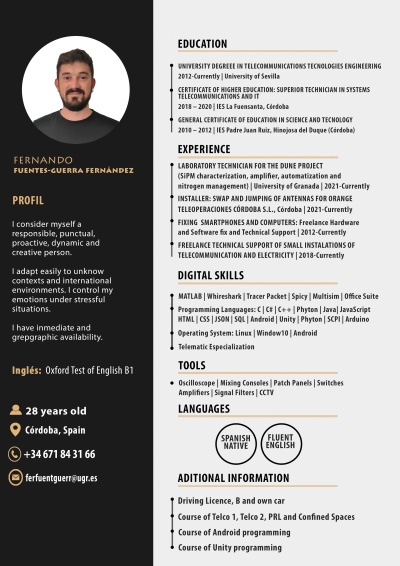 FERNANDO
FUENTES-GUERRA FERNÁNDEZ
PROFIL
I consider myself a
responsible, punctual,
proactive, dynamic and
creative person.
I adapt easily to unknow
contexts and international
environments. I control my
emotions under stressful
situations.
I have inmediate and
grepgraphic availability.
Inglés: Oxford Test of English B1
28 years old
Córdoba, Spain
+34 671 84 31 66
ferfuentguerr@ugr.es
EDUCATION
UNIVERSITY DEGREEE IN TELECOMMUNICATIONS TECNOLOGIES ENGINEERING
2012-Currently | University of Sevilla
CERTIFICATE OF HIGHER EDUCATION: SUPERIOR TECHNICIAN IN SYSTEMS
TELECOMMUNICATIONS AND IT
2018 – 2020 | IES La Fuensanta, Córdoba
GENERAL CERTIFICATE OF EDUCATION IN SCIENCE AND TECNOLOGY
2010 – 2012 | IES Padre Juan Ruiz, Hinojosa del Duque (Córdoba)
EXPERIENCE
LABORATORY TECHNICIAN FOR THE DUNE PROJECT
(SiPM characterization, amplifier, automatization and
nitrogen management) | University of Granada | 2021-Currently
INSTALLER: SWAP AND JUMPING OF ANTENNAS FOR ORANGE
TELEOPERACIONES CÓRDOBA S.L., Córdoba | 2021-Currently
FIXING SMARTPHONES AND COMPUTERS: Freelance Hardware
and Software fix and Technical Support | 2012-Currently
FREELANCE TECHNICAL SUPPORT OF SMALL INSTALATIONS OF
TELECOMMUNICATION AND ELECTRICITY | 2018-Currently
DIGITAL SKILLS
MATLAB | Whireshark | Tracer Packet | Spicy | Multisim | Office Suite
Programming Languages: C | C# | C++ | Phyton | Java| JavaScript
HTML | CSS | JSON | SQL | Android | Unity | Phyton | SCPI | Arduino
Operating System: Linux | Window10 | Android
Telematic Especialization
TOOLS
Oscilloscope | Mixing Concoles | Patch Panels | Switches
Amplifiers | Signal Filters | CCTV
LANGUAGES
SPANISH
NATIVE
FLUENT
ENGLISH
ADITIONAL INFORMATION
Driving Licence, B and own car
Course of Telco 1, Telco 2, PRL and Confined Spaces
Course of Android programming
Course of Unity programming